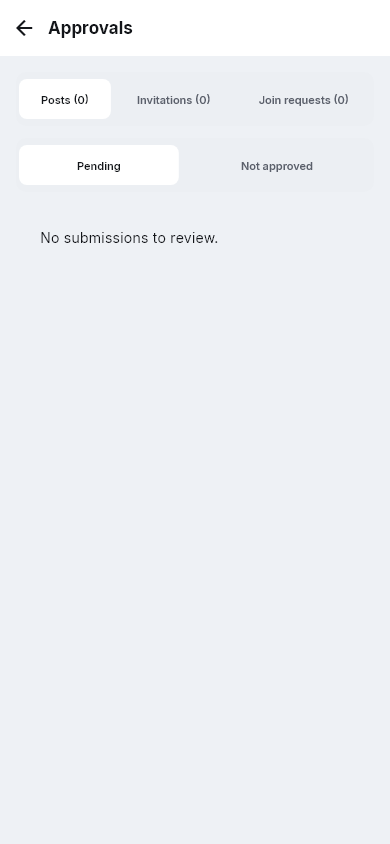 Approvals
Posts (0) Invitations (0) Join requests (0)
Pending Not approved
No submissions to review.